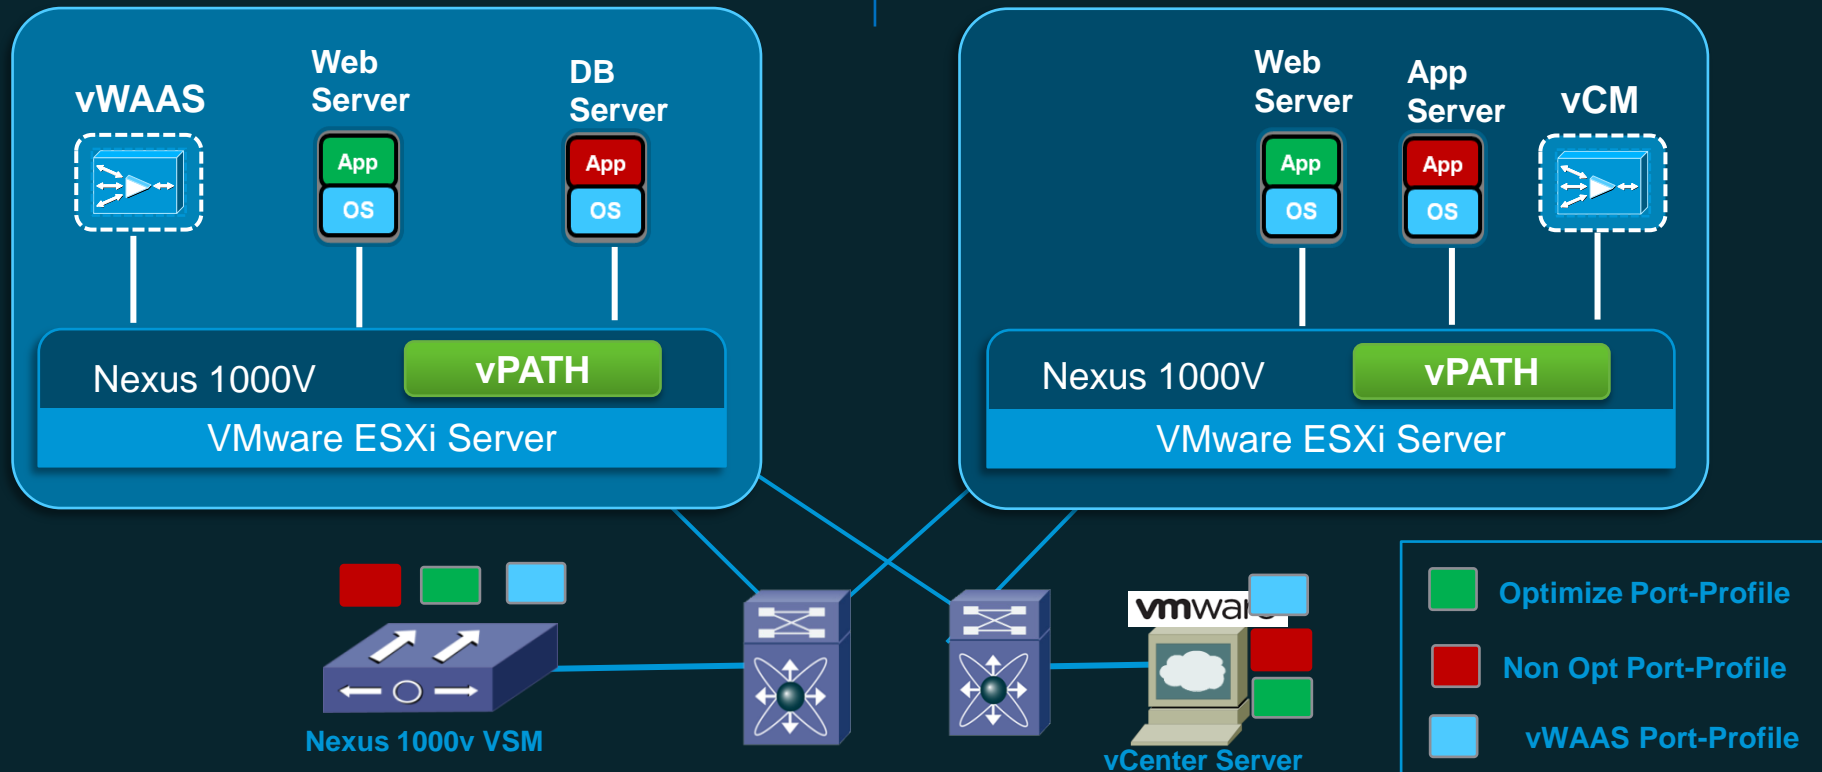 vWAAS
Web
Server
DB
Server
App
OS
App
OS
Nexus 1000V
vPATH
VMware ESXi Server
Web
Server
App
Server
vCM
App
OS
App
OS
Nexus 1000V
vPATH
VMware ESXi Server
Nexus 1000v VSM
vmware
vCenter Server
Optimize Port-Profile
Non Opt Port-Profile
vWAAS Port-Profile